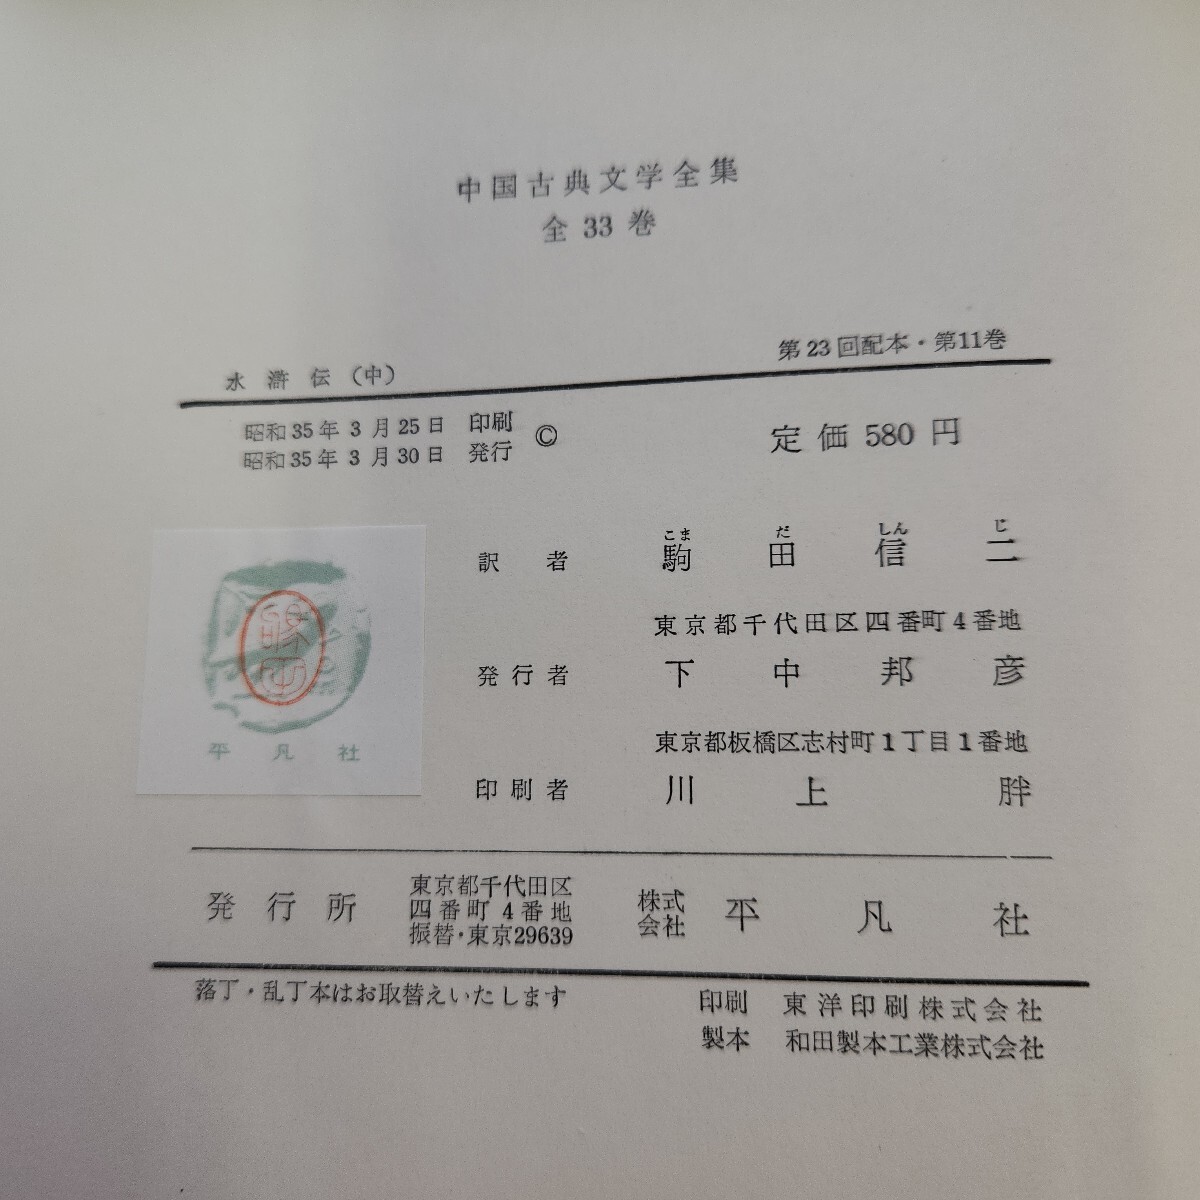 中国古典文学全集
全33巻
第23回配本・第11巻
水滸伝(中)
昭和35年3月25日 印刷
昭和35年3月30日 発行
©
定価580円
こま だ しん じ
訳者 駒田信二
東京都千代田区四番町4番地
発行者 下中邦彦
東京都板橋区志村町1丁目1番地
印刷者 川上胖
平凡社
発行所
東京都千代田区
四番町4番地
振替・東京29639
株式
会社
平凡社
落丁・乱丁本はお取替えいたします
印刷 東洋印刷株式会社
製本 和田製本工業株式会社